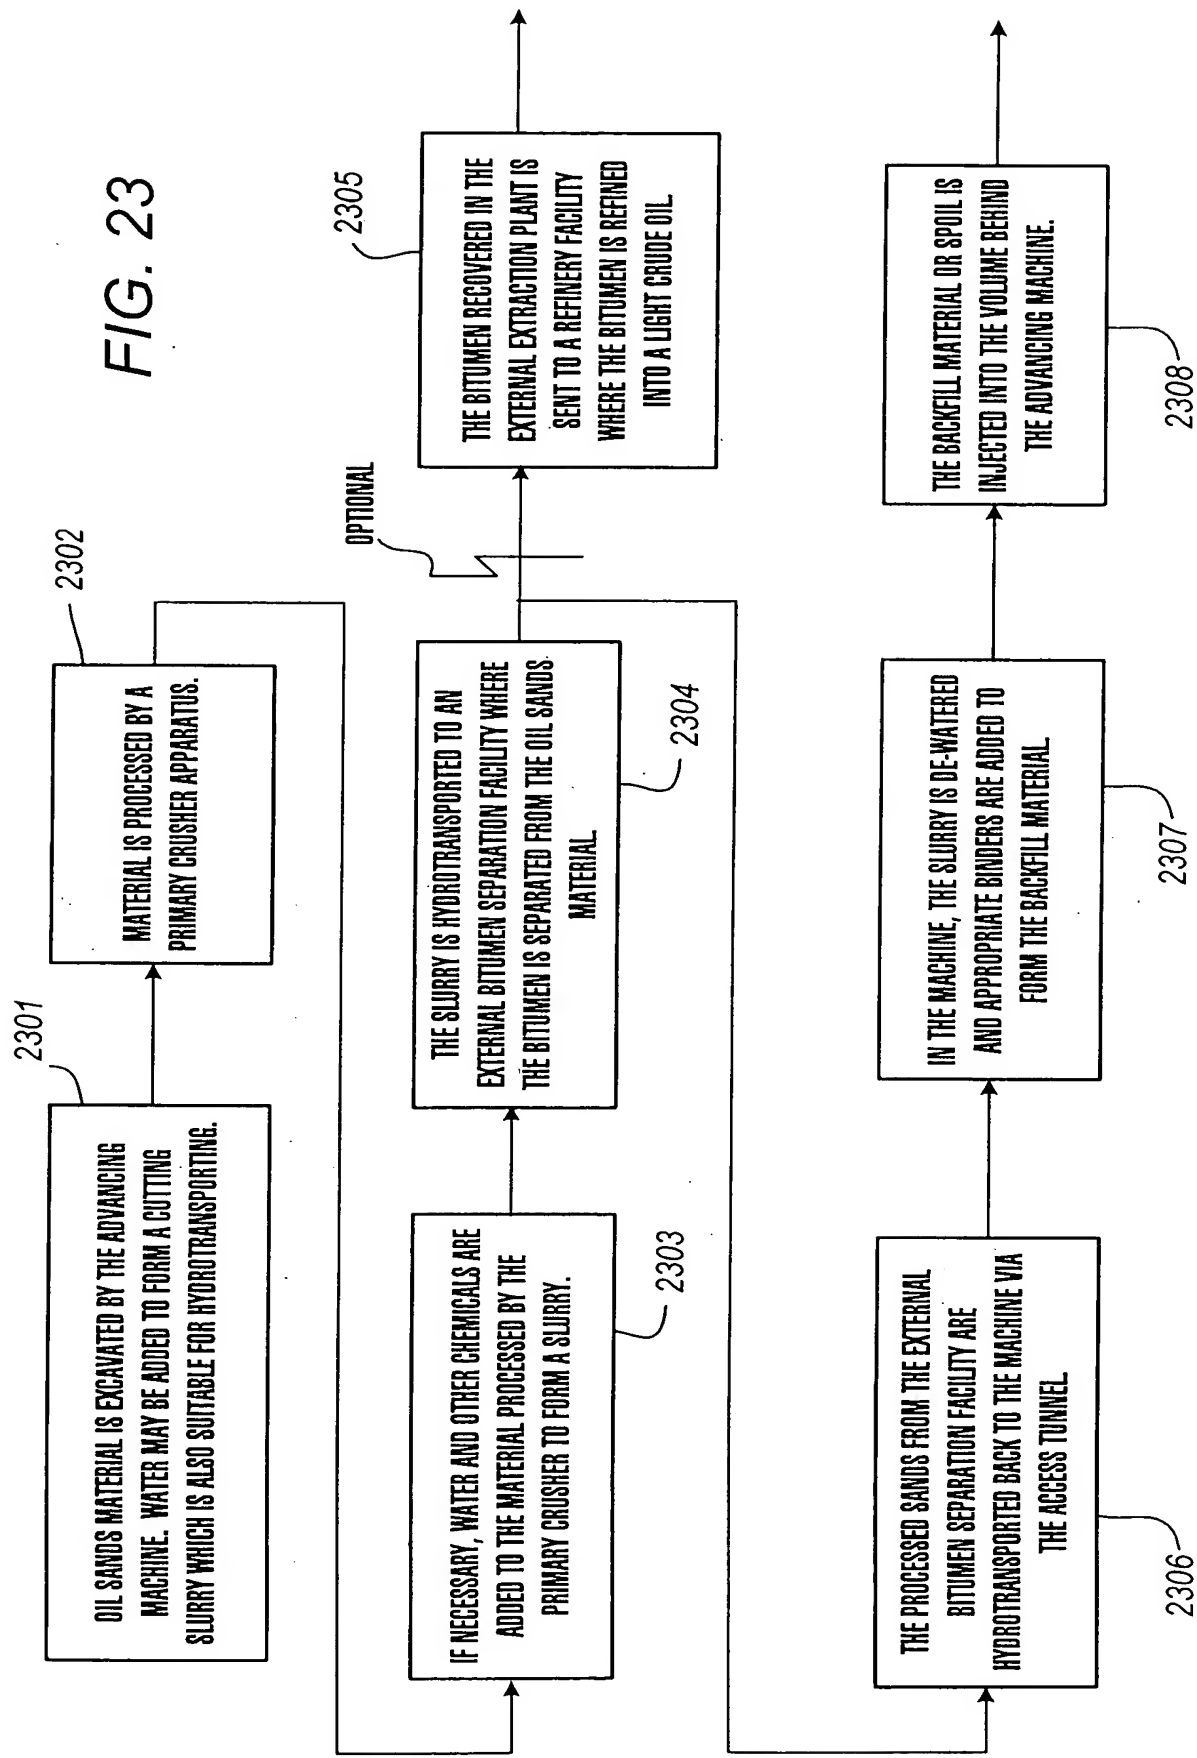 FIG. 23
2301
OIL SANDS MATERIAL IS EXCAVATED BY THE ADVANCING
MACHINE. WATER MAY BE ADDED TO FORM A CUTTING
SLURRY WHICH IS ALSO SUITABLE FOR HYDROTRANSPORTING.
2302
MATERIAL IS PROCESSED BY A
PRIMARY CRUSHER APPARATUS.
IF NECESSARY, WATER AND OTHER CHEMICALS ARE
ADDED TO THE MATERIAL PROCESSED BY THE
PRIMARY CRUSHER TO FORM A SLURRY.
2303
THE SLURRY IS HYDROTRANSPORTED TO AN
EXTERNAL BITUMEN SEPARATION FACILITY WHERE
THE BITUMEN IS SEPARATED FROM THE OIL SANDS
MATERIAL.
2304
OPTIONAL
2305
THE BITUMEN RECOVERED IN THE
EXTERNAL EXTRACTION PLANT IS
SENT TO A REFINERY FACILITY
WHERE THE BITUMEN IS REFINED
INTO A LIGHT CRUDE OIL.
THE PROCESSED SANDS FROM THE EXTERNAL
BITUMEN SEPARATION FACILITY ARE
HYDROTRANSPORTED BACK TO THE MACHINE VIA
THE ACCESS TUNNEL.
2306
IN THE MACHINE, THE SLURRY IS DE-WATERED
AND APPROPRIATE BINDERS ARE ADDED TO
FORM THE BACKFILL MATERIAL.
2307
THE BACKFILL MATERIAL OR SPOIL IS
INJECTED INTO THE VOLUME BEHIND
THE ADVANCING MACHINE.
2308